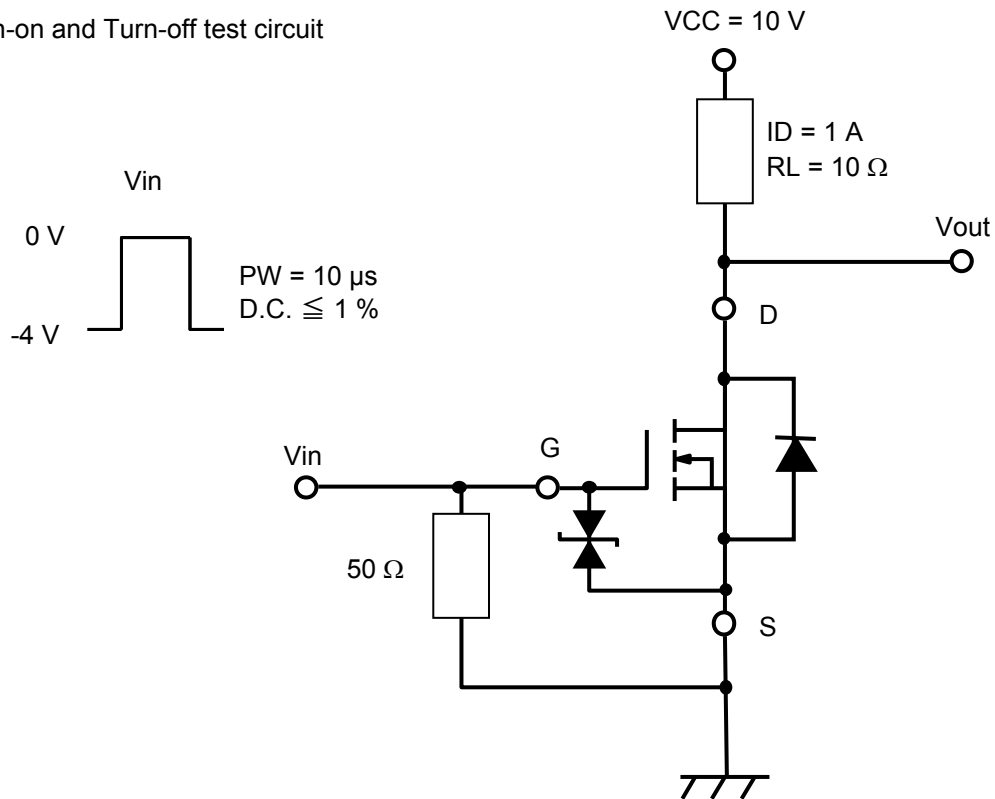 n-on and Turn-off test circuit
VCC = 10 V
ID = 1 A
RL = 10 Ω
Vin
0 V
-4 V
PW = 10 μs
D.C. ≦ 1 %
Vout
D
Vin
G
50 Ω
S